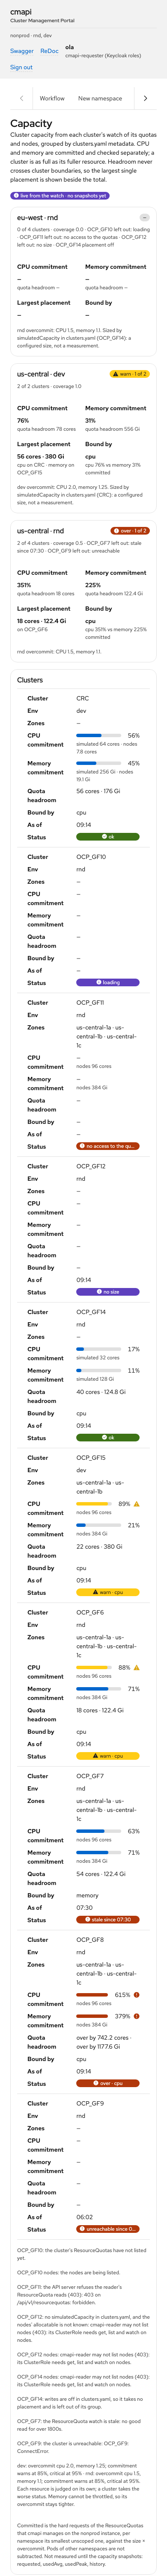 cmapi
Cluster Management Portal
nonprod · rnd, dev
Swagger ReDoc ola
cmapi-requester (Keycloak roles)
Sign out
Workflow New namespace
Capacity
Cluster capacity from each cluster's set of quotas
and nodes, grouped by clusters.yaml metadata. CPU
and memory are a cluster's committed share; a
cluster is as full as its fuller resource. Headroom never
crosses cluster boundaries, so the largest single
placement is shown beside the total.
live from the watch · no snapshots yet
eu-west · rnd –
0 of 4 clusters · coverage 0.0 · OCP_GF10 left out: loading
· OCP_GF11 left out: no access to the quotas · OCP_GF12
left out: no size · OCP_GF14 placement off
CPU commitment Memory commitment
– –
quota headroom – quota headroom –
Largest placement Bound by
– –
rnd overcommit: CPU 1.5, memory 1.1. Sized by
simulatedCapacity in clusters.yaml (OCP_GF14): a
configured size, not a measurement.
us-central · dev warn · 1 of 2
2 of 2 clusters · coverage 1.0
CPU commitment Memory commitment
76% 31%
quota headroom 78 cores quota headroom 556 Gi
Largest placement Bound by
56 cores · 380 Gi cpu
cpu on CRC · memory on cpu 76% vs memory 31%
OCP_GF15 committed
dev overcommit: CPU 2.0, memory 1.25. Sized by
simulatedCapacity in clusters.yaml (CRC): a configured
size, not a measurement.
us-central · rnd over · 1 of 2
2 of 4 clusters · coverage 0.5 · OCP_GF7 left out: stale
since 07:30 · OCP_GF9 left out: unreachable
CPU commitment Memory commitment
351% 225%
quota headroom 18 cores quota headroom 122.4 Gi
Largest placement Bound by
18 cores · 122.4 Gi cpu
on OCP_GF6 cpu 351% vs memory 225%
committed
rnd overcommit: CPU 1.5, memory 1.1.
Clusters
Cluster CRC
Env dev
Zones –
CPU 56%
commitment simulated 64 cores · nodes
7.8 cores
Memory 45%
commitment simulated 256 Gi · nodes
19.1 Gi
Quota 56 cores · 176 Gi
headroom
Bound by cpu
As of 09:14
Status ok
Cluster OCP_GF10
Env rnd
Zones –
CPU –
commitment
Memory –
commitment
Quota –
headroom
Bound by –
As of –
Status loading
Cluster OCP_GF11
Env rnd
Zones us-central-1a · us-
central-1b · us-central-
1c
CPU –
commitment nodes 96 cores
Memory –
commitment nodes 384 Gi
Quota –
headroom
Bound by –
As of –
Status no access to the qu...
Cluster OCP_GF12
Env rnd
Zones –
CPU –
commitment
Memory –
commitment
Quota –
headroom
Bound by –
As of 09:14
Status no size
Cluster OCP_GF14
Env rnd
Zones –
CPU 17%
commitment simulated 32 cores
Memory 11%
commitment simulated 128 Gi
Quota 40 cores · 124.8 Gi
headroom
Bound by cpu
As of 09:14
Status ok
Cluster OCP_GF15
Env dev
Zones us-central-1a · us-
central-1b
CPU 89%
commitment nodes 96 cores
Memory 21%
commitment nodes 384 Gi
Quota 22 cores · 380 Gi
headroom
Bound by cpu
As of 09:14
Status warn · cpu
Cluster OCP_GF6
Env rnd
Zones us-central-1a · us-
central-1b · us-central-
1c
CPU 88%
commitment nodes 96 cores
Memory 71%
commitment nodes 384 Gi
Quota 18 cores · 122.4 Gi
headroom
Bound by cpu
As of 09:14
Status warn · cpu
Cluster OCP_GF7
Env rnd
Zones us-central-1a · us-
central-1b · us-central-
1c
CPU 63%
commitment nodes 96 cores
Memory 71%
commitment nodes 384 Gi
Quota 54 cores · 122.4 Gi
headroom
Bound by memory
As of 07:30
Status stale since 07:30
Cluster OCP_GF8
Env rnd
Zones us-central-1a · us-
central-1b · us-central-
1c
CPU 615%
commitment nodes 96 cores
Memory 379%
commitment nodes 384 Gi
Quota over by 742.2 cores ·
headroom over by 1177.6 Gi
Bound by cpu
As of 09:14
Status over · cpu
Cluster OCP_GF9
Env rnd
Zones –
CPU –
commitment
Memory –
commitment
Quota –
headroom
Bound by –
As of 06:02
Status unreachable since 0...
OCP_GF10: the cluster's ResourceQuotas have not listed
yet.
OCP_GF10 nodes: the nodes are being listed.
OCP_GF11: the API server refuses the reader's
ResourceQuota reads (403): 403 on
/api/v1/resourcequotas: forbidden.
OCP_GF12: no simulatedCapacity in clusters.yaml, and the
nodes' allocatable is not known: cmapi-reader may not list
nodes (403): its ClusterRole needs get, list and watch on
nodes.
OCP_GF12 nodes: cmapi-reader may not list nodes (403):
its ClusterRole needs get, list and watch on nodes.
OCP_GF14 nodes: cmapi-reader may not list nodes (403):
its ClusterRole needs get, list and watch on nodes.
OCP_GF14: writes are off in clusters.yaml, so it takes no
placement and is left out of its group.
OCP_GF7: the ResourceQuota watch is stale: no good
read for over 1800s.
OCP_GF9: the cluster is unreachable: OCP_GF9:
ConnectError.
dev: overcommit cpu 2.0, memory 1.25; commitment
warns at 85%, critical at 95% · rnd: overcommit cpu 1.5,
memory 1.1; commitment warns at 85%, critical at 95%.
Each resource is judged on its own; a cluster takes the
worse status. Memory cannot be throttled, so its
overcommit stays tighter.
Committed is the hard requests of the ResourceQuotas
that cmapi manages on the nonprod instance, per
namespace its smallest unscoped one, against the size ×
overcommit. Pods of other namespaces are not
subtracted. Not measured until the capacity snapshots:
requested, usedAvg, usedPeak, history.